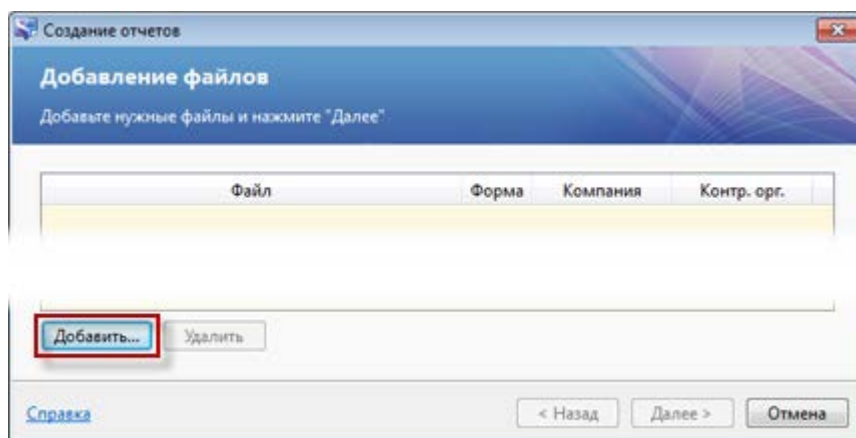 Создание отчетов
Добавление файлов
Добавьте нужные файлы и нажмите "Далее"
Файл Форма Компания Контр. орг.
Добавить... Удалить
Справка < Назад Далее > Отмена